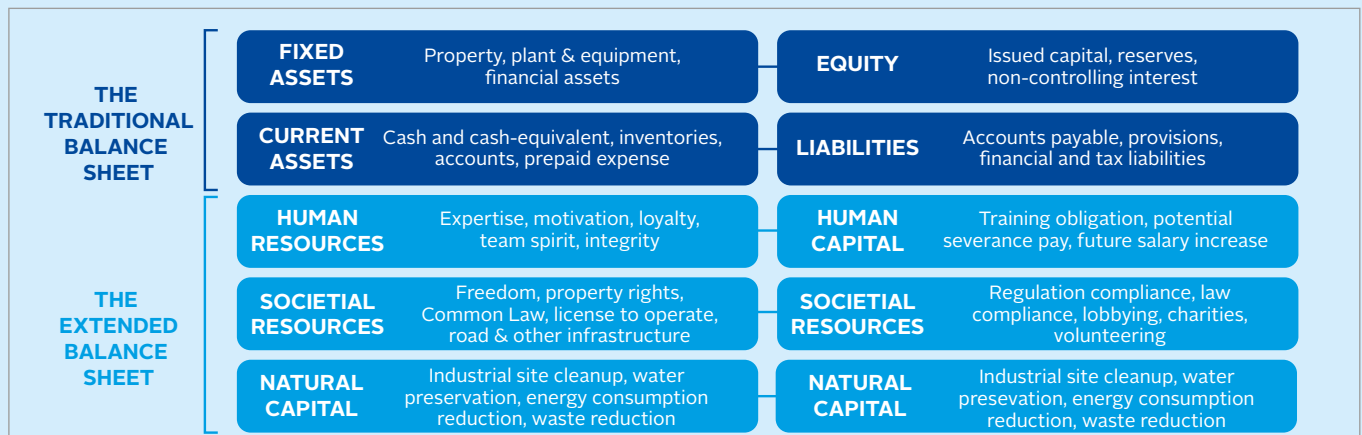 THE
TRADITIONAL
BALANCE
SHEET
FIXED
ASSETS
Property, plant & equipment,
financial assets
EQUITY
Issued capital, reserves,
non-controlling interest
CURRENT
ASSETS
Cash and cash-equivalent, inventories,
accounts, prepaid expense
LIABILITIES
Accounts payable, provisions,
financial and tax liabilities
THE
EXTENDED
BALANCE
SHEET
HUMAN
RESOURCES
Expertise, motivation, loyalty,
team spirit, integrity
HUMAN
CAPITAL
Training obligation, potential
severance pay, future salary increase
SOCIETIAL
RESOURCES
Freedom, property rights,
Common Law, license to operate,
road & other infrastructure
SOCIETIAL
RESOURCES
Regulation compliance, law
compliance, lobbying, charities,
volunteering
NATURAL
CAPITAL
Industrial site cleanup, water
preservation, energy consumption
reduction, waste reduction
NATURAL
CAPITAL
Industrial site cleanup, water
presevation, energy consumption
reduction, waste reduction